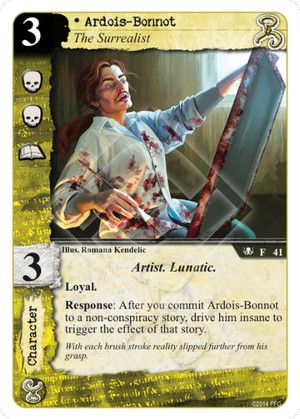 3
• Ardois-Bonnot
The Surrealist
Illus. Romana Kendelic
F 41
3
Character
Artist. Lunatic.
Loyal.
Response: After you commit Ardois-Bonnot
to a non-conspiracy story, drive him insane to
trigger the effect of that story.
With each brush stroke reality slipped further from his
grasp.
©2014 FFG